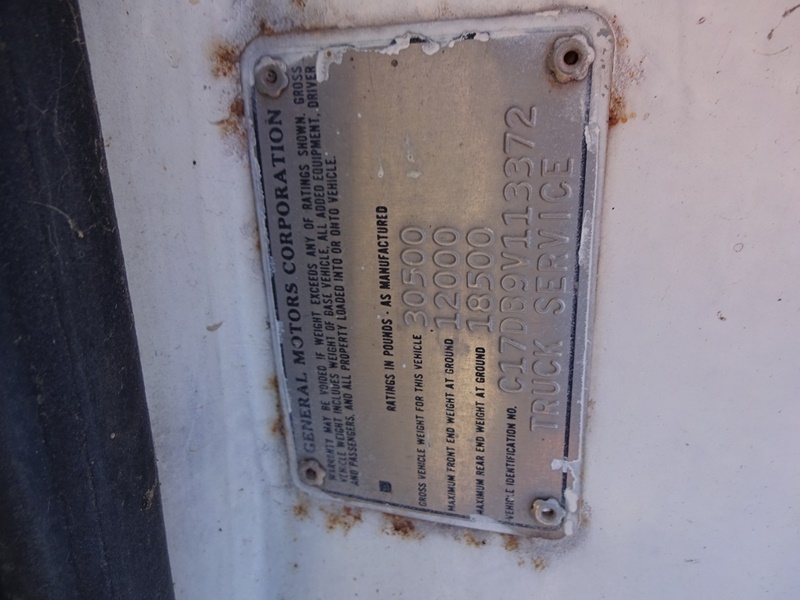 GENERAL MOTORS CORPORATION
WARRANTY MAY BE VOIDED IF WEIGHT EXCEEDS ANY OF RATINGS SHOWN. GROSS
VEHICLE WEIGHT INCLUDES WEIGHT OF BASE VEHICLE, ALL ADDED EQUIPMENT, DRIVER
AND PASSENGERS, AND ALL PROPERTY LOADED INTO OR ONTO VEHICLE.
RATINGS IN POUNDS - AS MANUFACTURED
GROSS VEHICLE WEIGHT FOR THIS VEHICLE 30500
MAXIMUM FRONT END WEIGHT AT GROUND 12000
MAXIMUM REAR END WEIGHT AT GROUND 18500
VEHICLE IDENTIFICATION NO. C17DB9V113372
TRUCK SERVICE